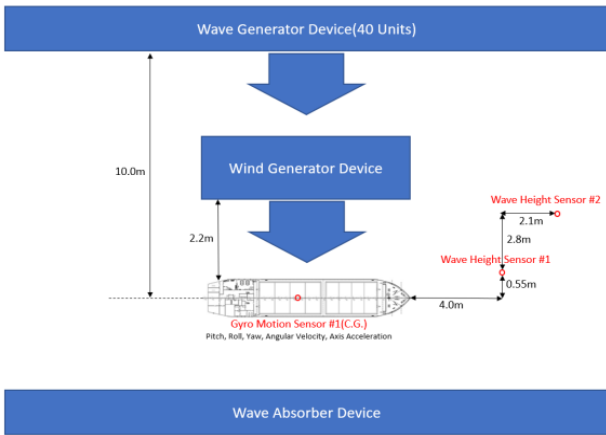 Wave Generator Device(40 Units)
10.0m
Wind Generator Device
2.2m
Wave Height Sensor #2
2.1m
2.8m
Wave Height Sensor #1
0.55m
4.0m
Gyro Motion Sensor #1(C.G.)
Pitch, Roll, Yaw, Angular Velocity, Axis Acceleration
Wave Absorber Device